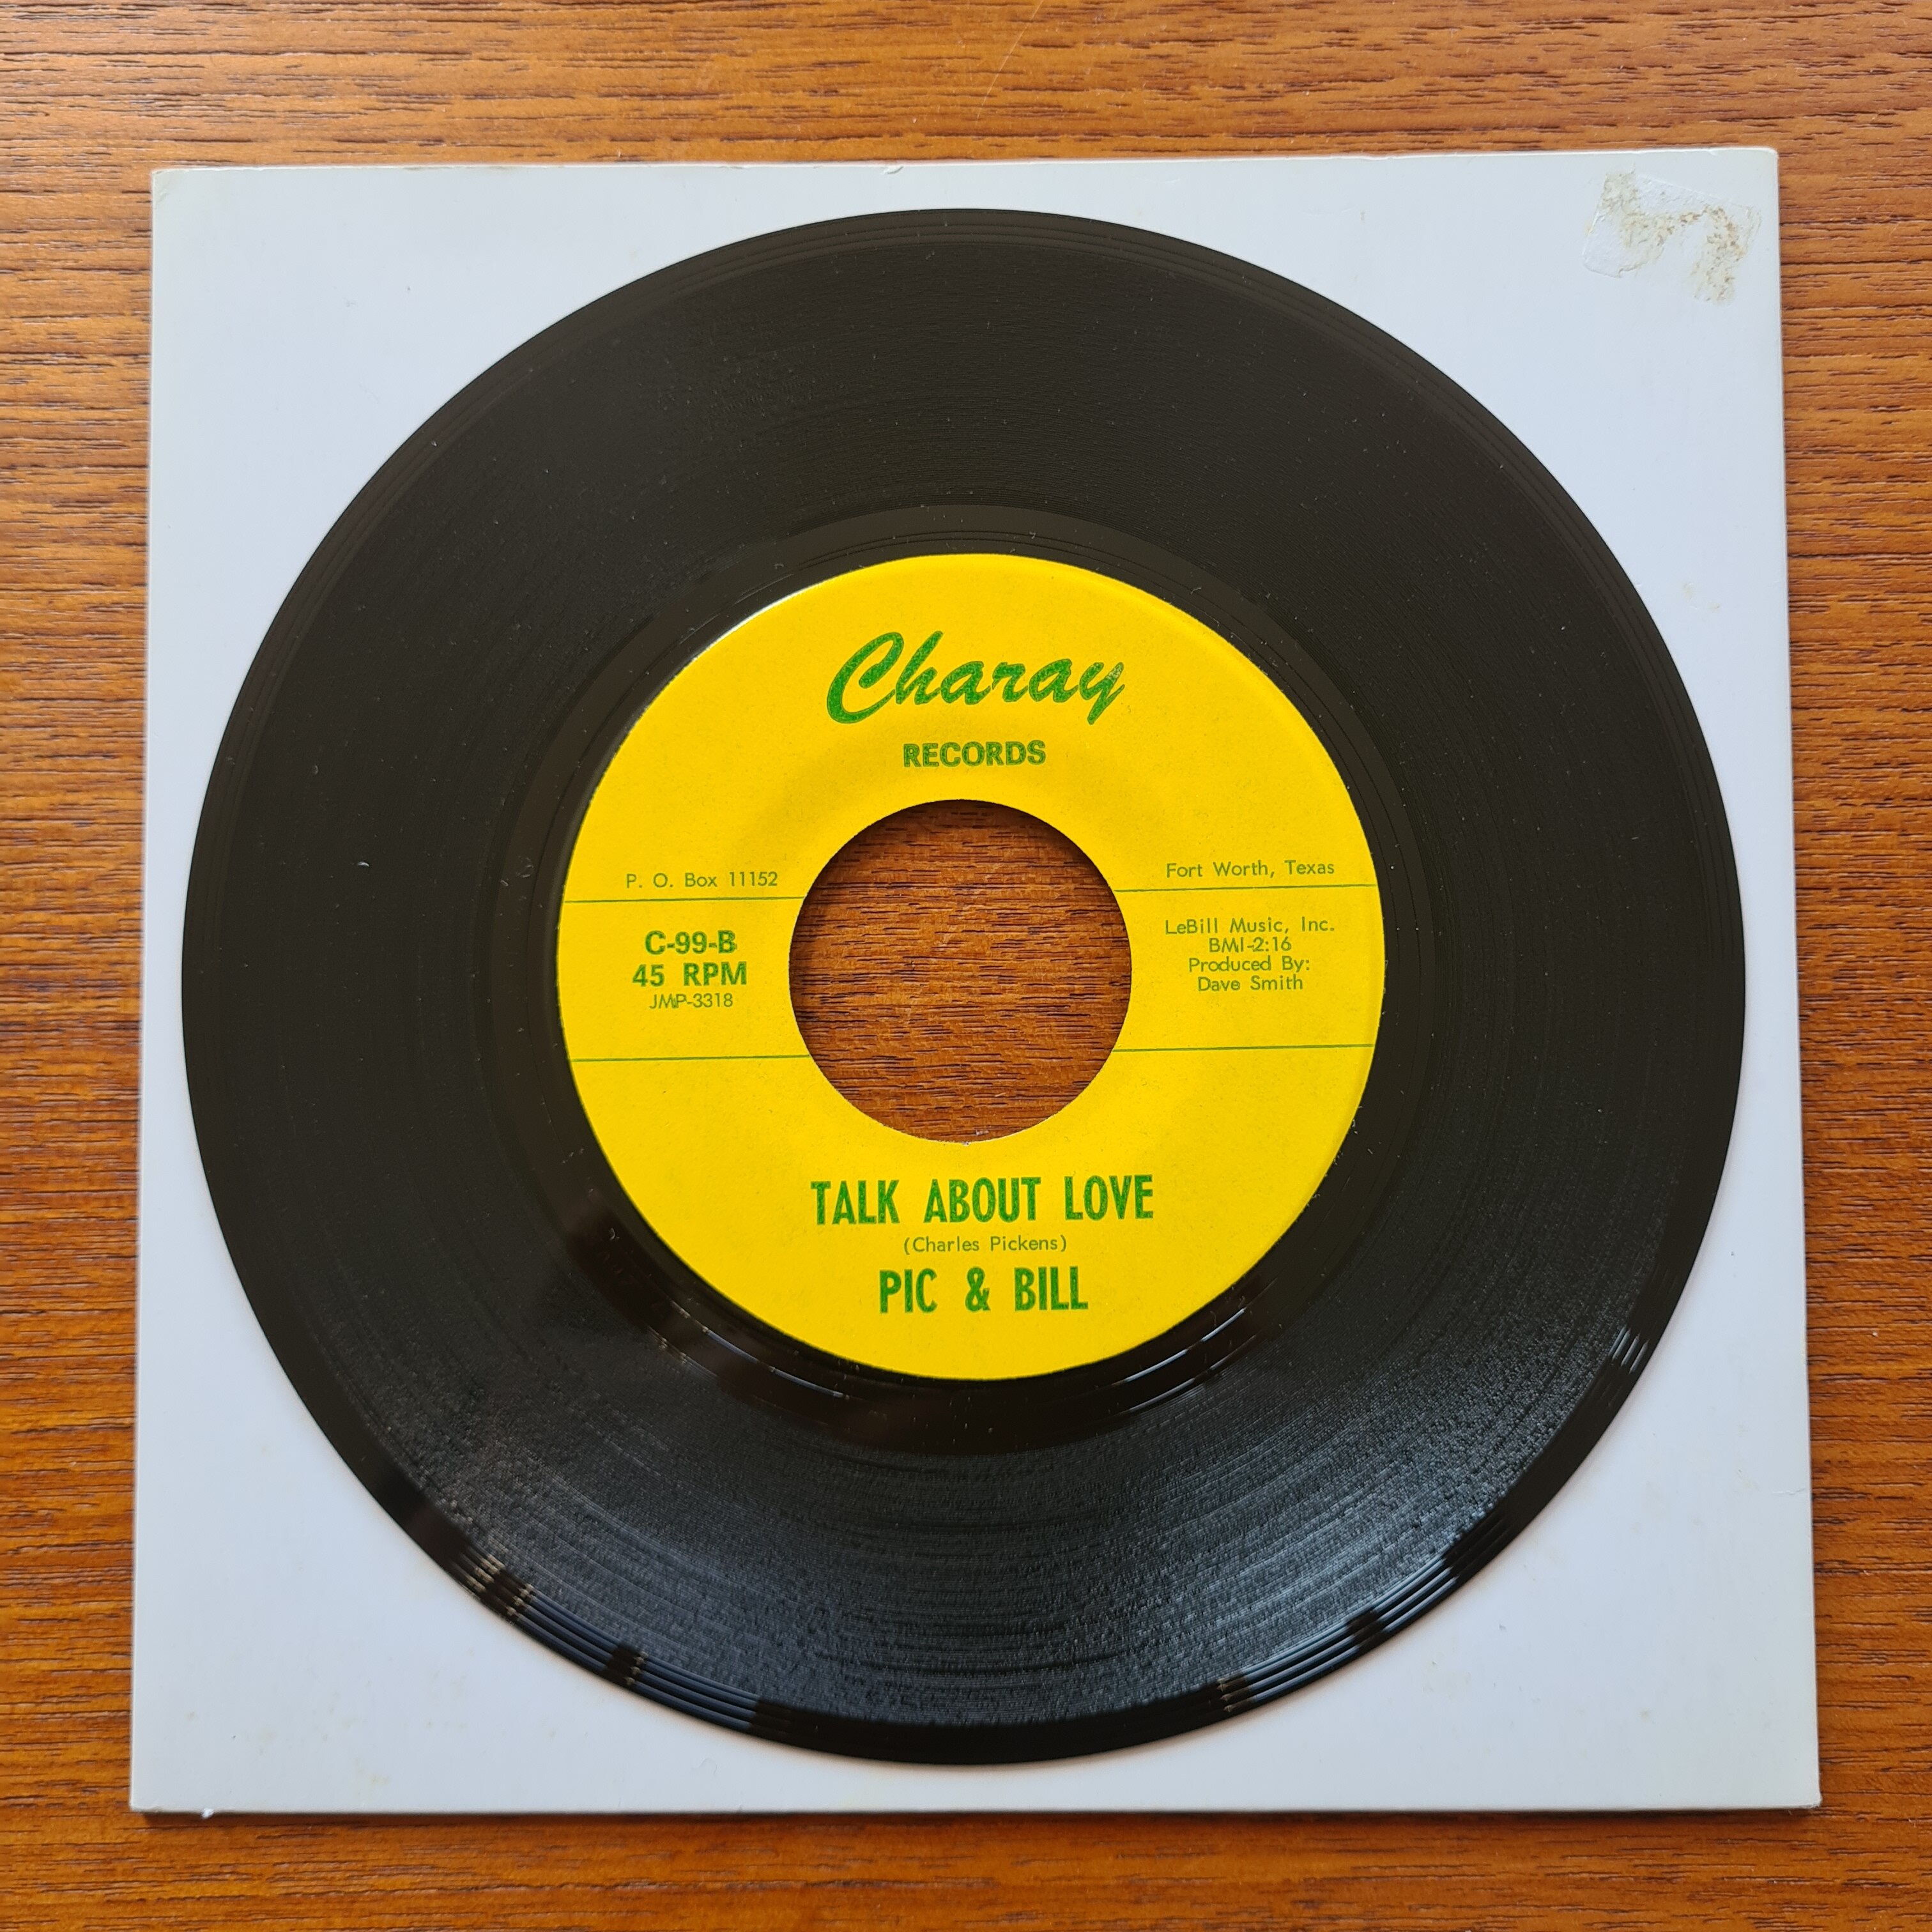 Charay
RECORDS
P. O. Box 11152
Fort Worth, Texas
C-99-B
45 RPM
JMP-3318
LeBill Music, Inc.
BMI-2:16
Produced By:
Dave Smith
TALK ABOUT LOVE
(Charles Pickens)
PIC & BILL